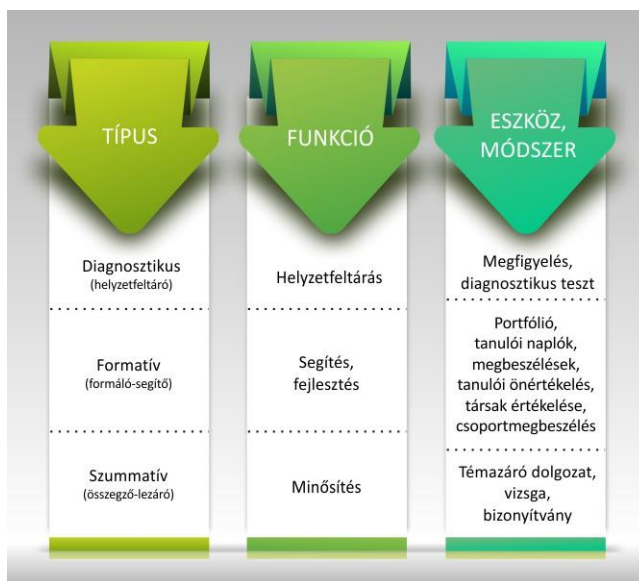 TÍPUS
Diagnosztikus
(helyzetfeltáró)
Formatív
(formáló-segítő)
Szummatív
(összegző-lezáró)
FUNKCIÓ
Helyzetfeltárás
Segítés,
fejlesztés
Minősítés
ESZKÖZ,
MÓDSZER
Megfigyelés,
diagnosztikus teszt
Portfólió,
tanulói naplók,
megbeszélések,
tanulói önértékelés,
társak értékelése,
csoportmegbeszélés
Témazáró dolgozat,
vizsga,
bizonyítvány